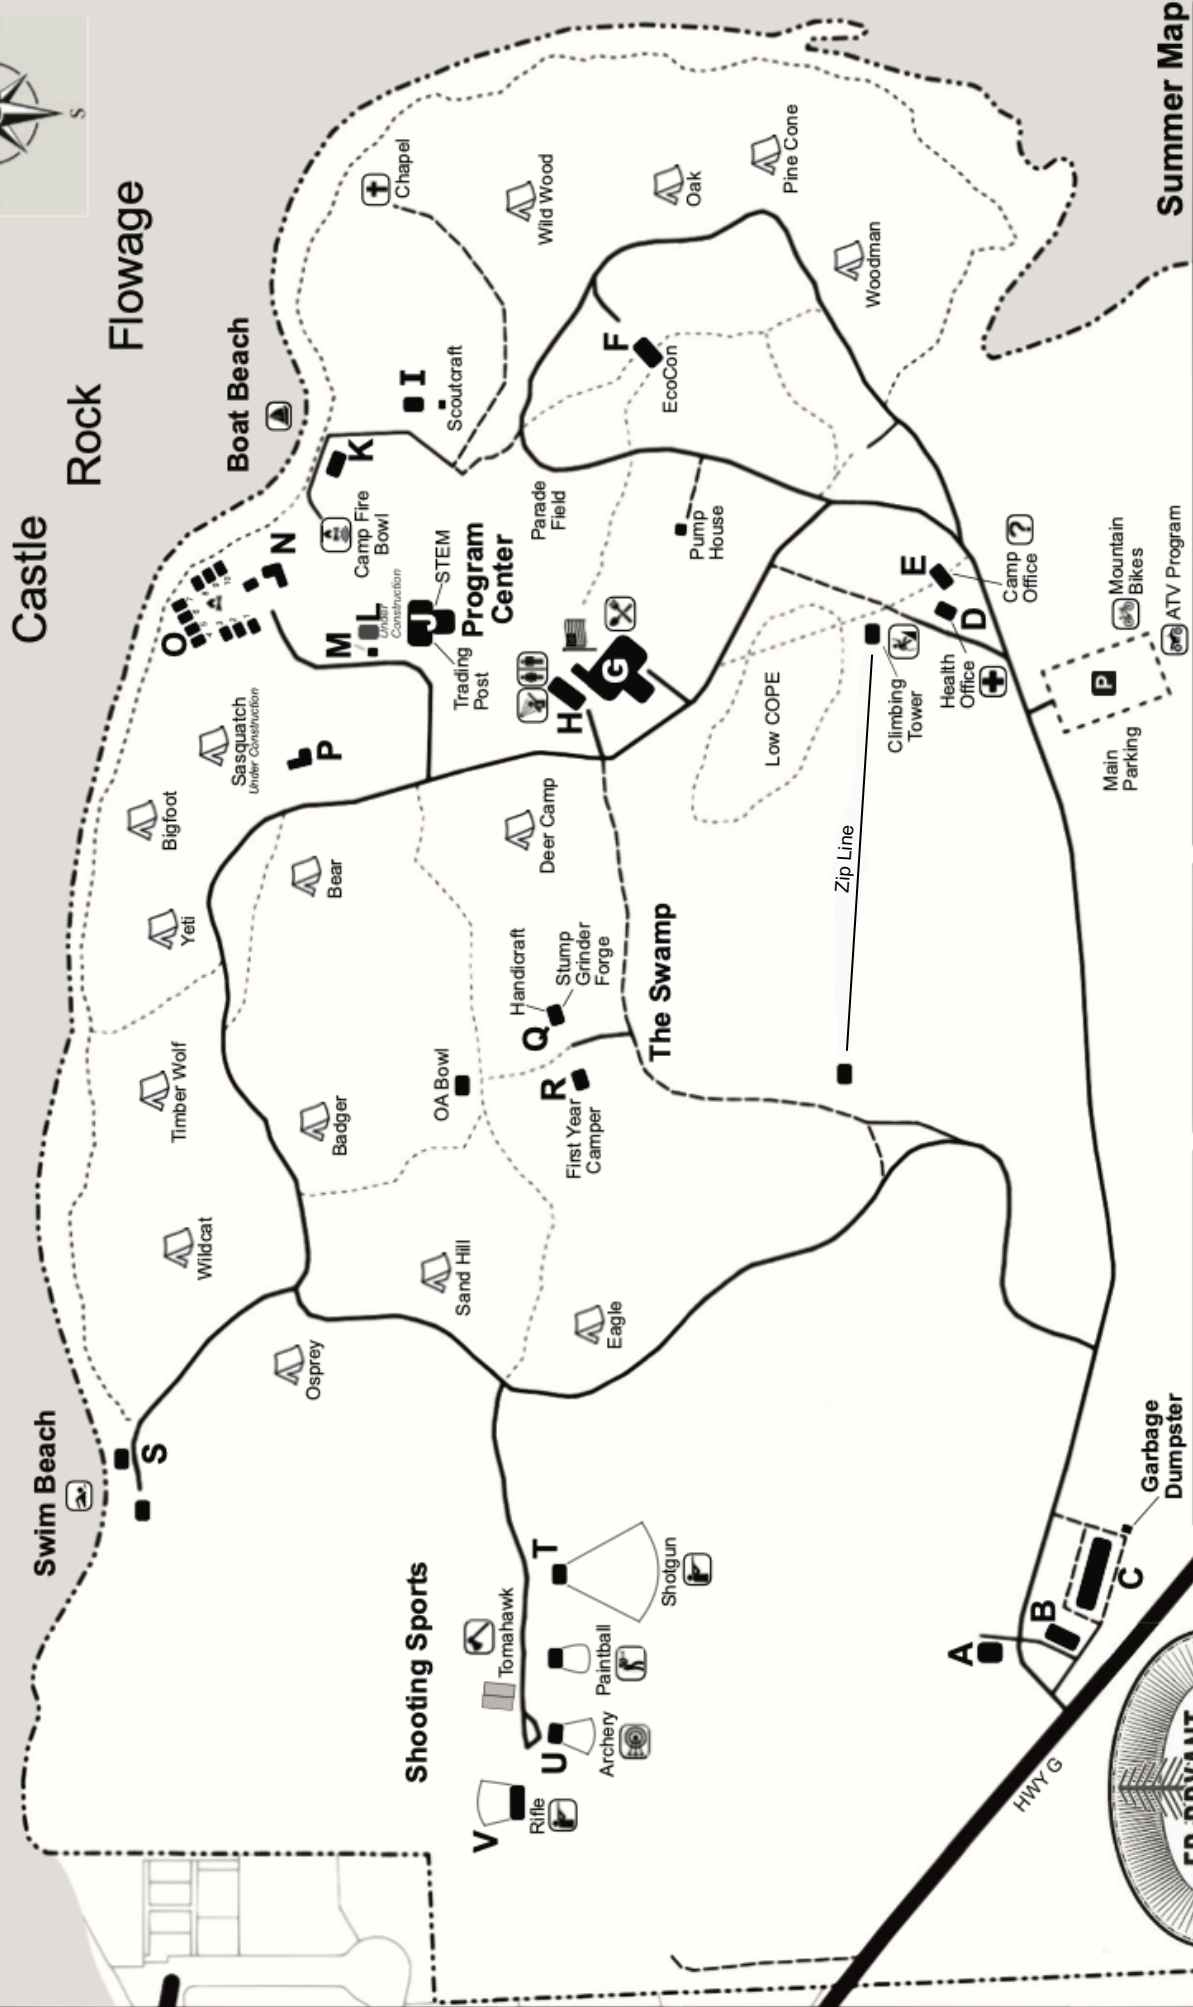 Castle
Rock
Flowage
S
Boat Beach
Swim Beach
Summer Map
Chapel
Wild Wood
Oak
Pine Cone
Woodman
I
Scoutcraft
K
F
EcoCon
Camp Fire
Bowl
N
O
M
L
Under
Construction
J
STEM
Program
Center
Trading
Post
Parade
Field
Pump
House
G
H
E
Camp
Office
?
D
Health
Office
Climbing
Tower
Low COPE
Zip Line
P
Main
Parking
Mountain
Bikes
ATV Program
Sasquatch
Under Construction
P
Bigfoot
Yeti
Bear
Deer Camp
Timber Wolf
Badger
OA Bowl
Handicraft
Stump
Grinder
Forge
Q
R
First Year
Camper
The Swamp
Wildcat
Sand Hill
Eagle
Osprey
S
Shooting Sports
T
Shotgun
Tomahawk
Paintball
U
Archery
V
Rifle
A
B
C
Garbage
Dumpster
HWY G